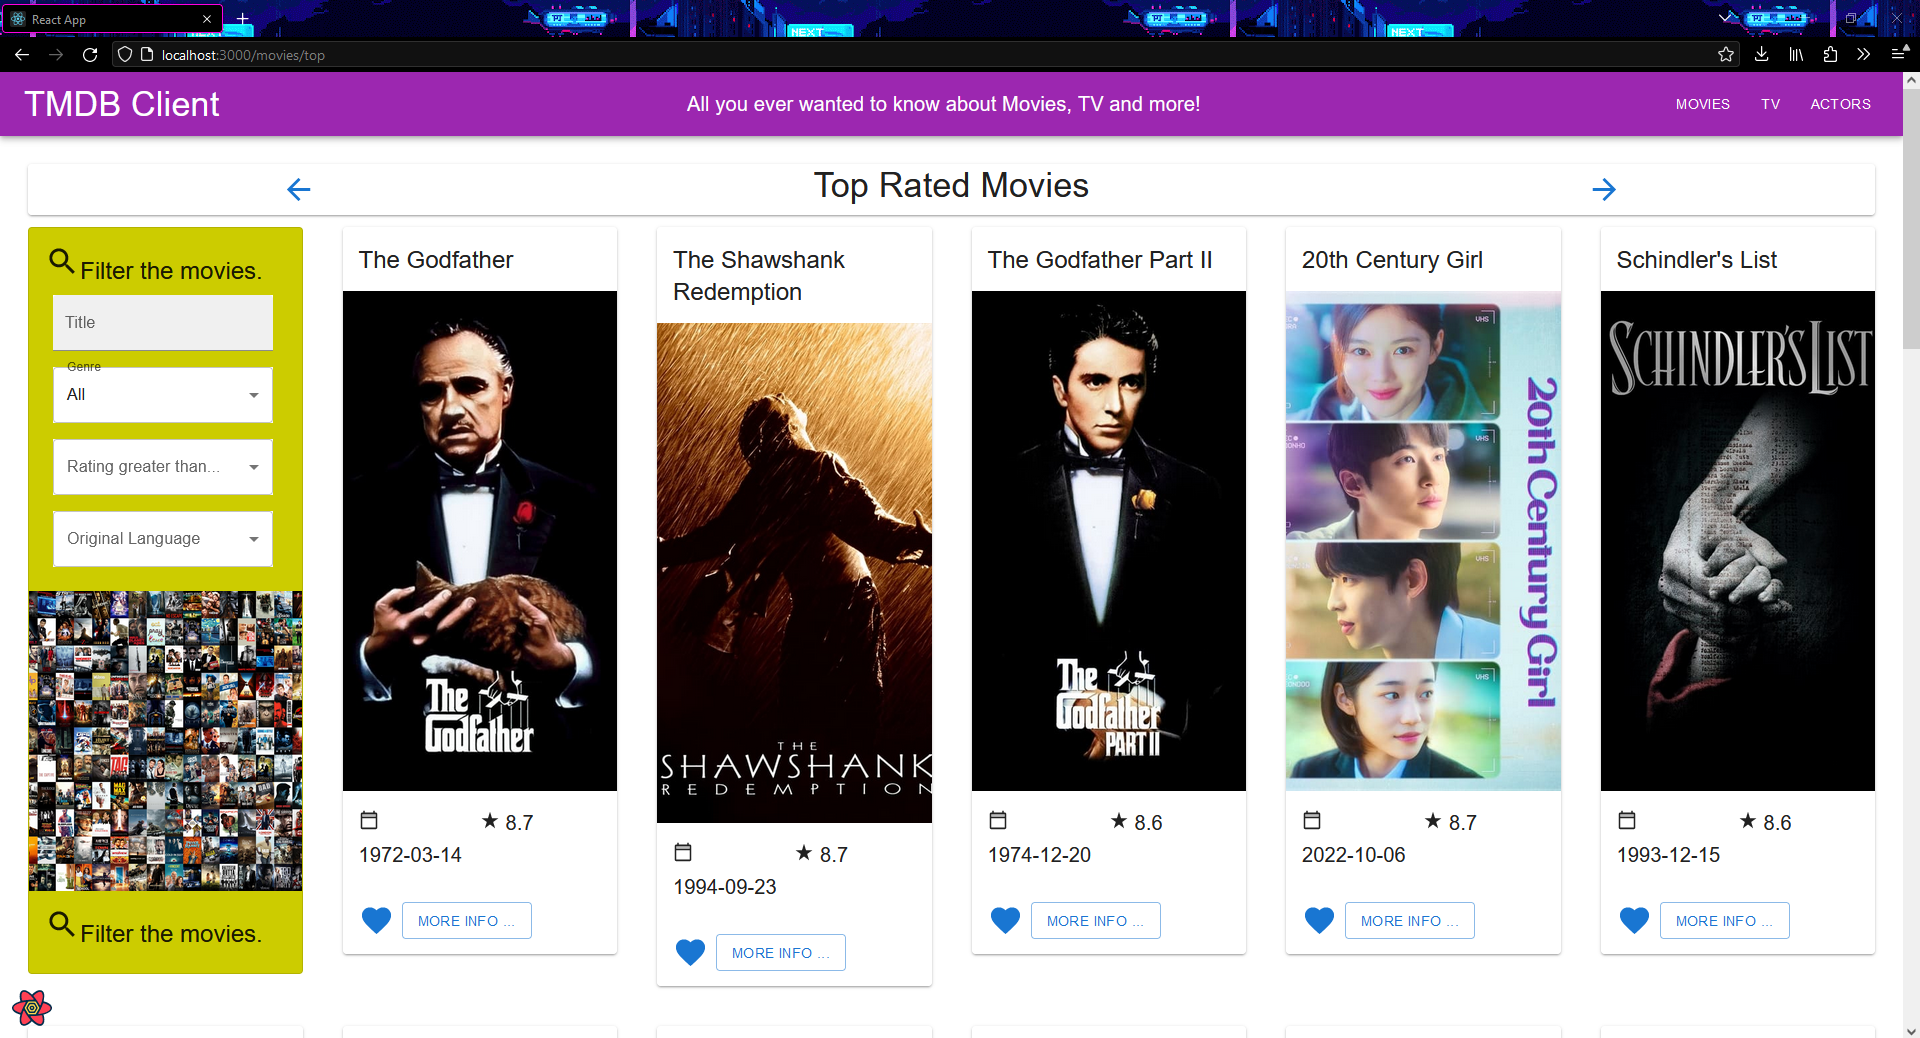 React App
localhost:3000/movies/top
TMDB Client
All you ever wanted to know about Movies, TV and more!
MOVIES
TV
ACTORS
Top Rated Movies
Filter the movies.
Title
Genre
All
Rating greater than...
Original Language
Filter the movies.
The Godfather
The
Godfather
8.7
1972-03-14
MORE INFO ...
The Shawshank
Redemption
THE
SHAWSHANK
REDEMPTION
8.7
1994-09-23
MORE INFO ...
The Godfather Part II
The
Godfather
PART II
8.6
1974-12-20
MORE INFO ...
20th Century Girl
VHS
VHS
VHS
VHS
20th Century Girl
8.7
2022-10-06
MORE INFO ...
Schindler's List
SCHINDLER'S LIST
8.6
1993-12-15
MORE INFO ...